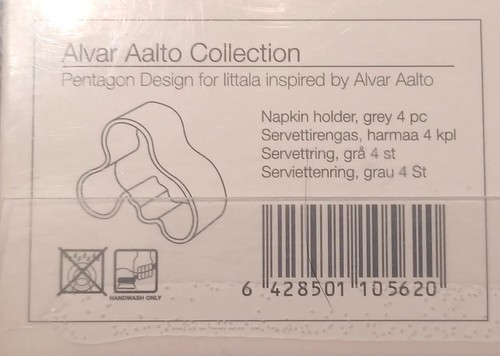 Alvar Aalto Collection
Pentagon Design for Iittala inspired by Alvar Aalto
Napkin holder, grey 4 pc
Servettirengas, harmaa 4 kpl
Servettring, grå 4 st
Serviettenring, grau 4 St
HANDWASH ONLY
6 428501 105620